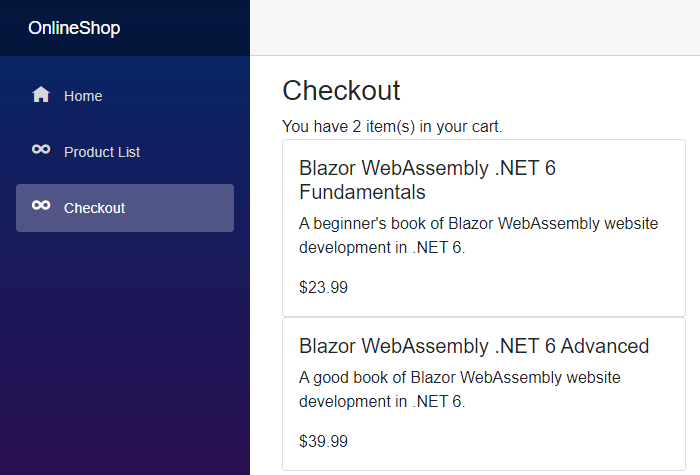 OnlineShop
Home
Product List
Checkout
Checkout
You have 2 item(s) in your cart.
Blazor WebAssembly .NET 6
Fundamentals
A beginner's book of Blazor WebAssembly website
development in .NET 6.
$23.99
Blazor WebAssembly .NET 6 Advanced
A good book of Blazor WebAssembly website
development in .NET 6.
$39.99